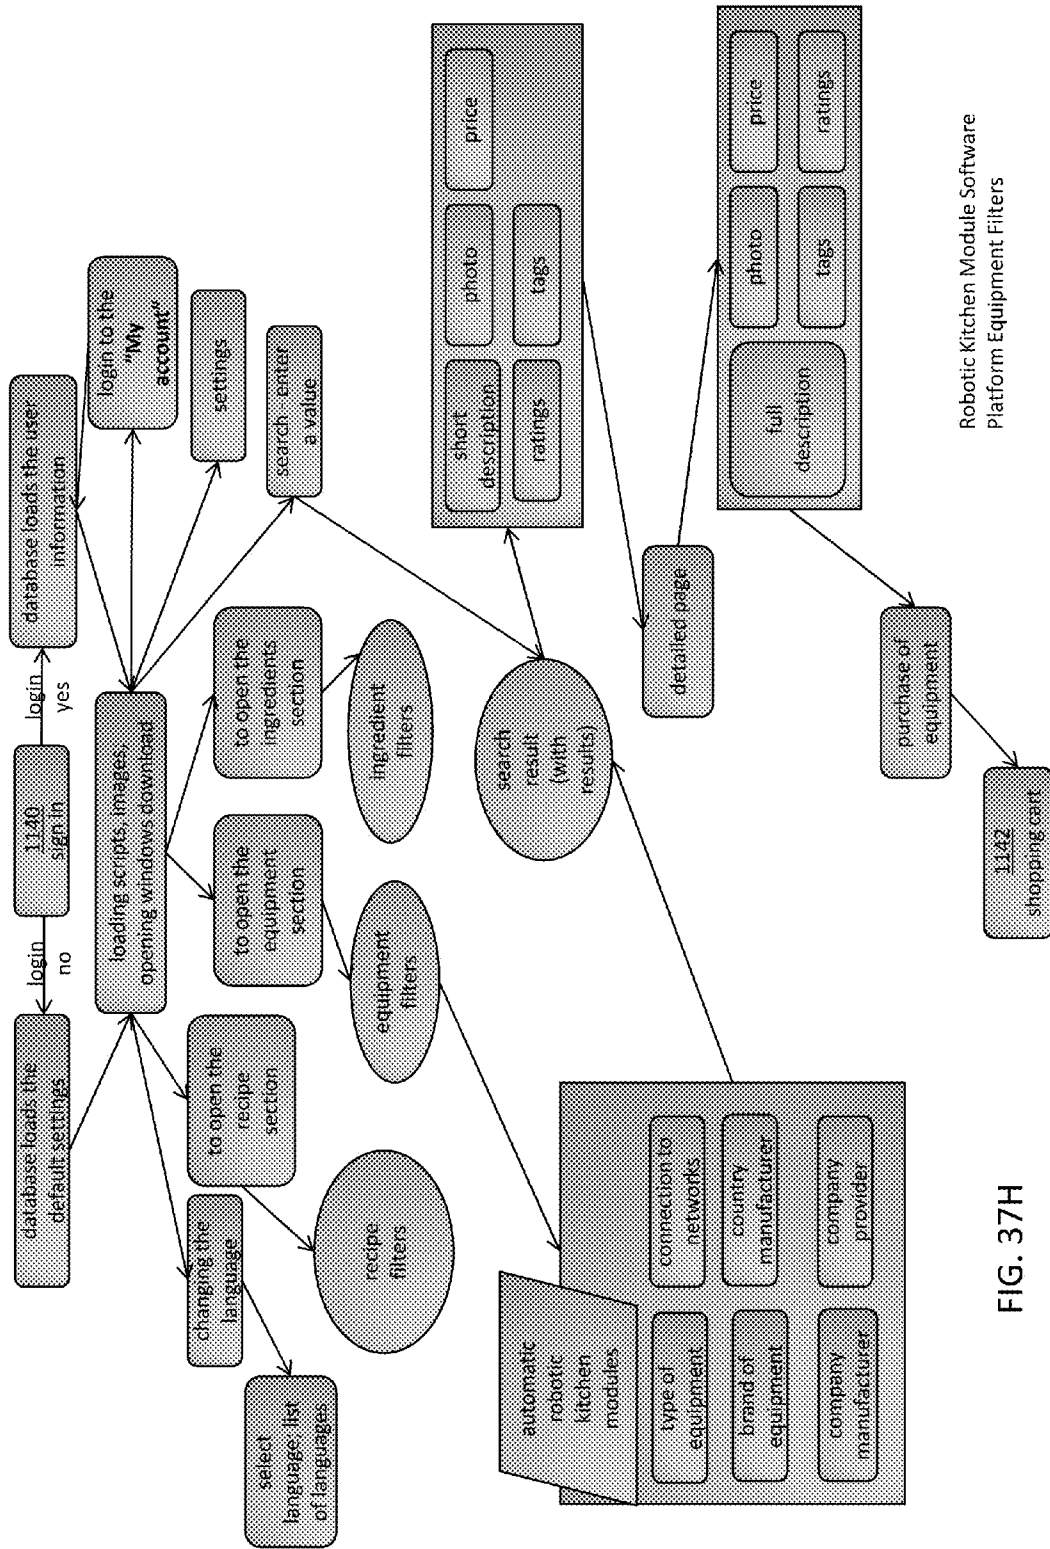 database loads the
default settings
login
no
1140
sign in
login
yes
database loads the user
information
loading scripts, images,
opening windows download
login to the
"My
account"
settings
search enter
a value
changing the
language
select
language; list
of languages
to open the
recipe
section
recipe
filters
to open the
equipment
section
equipment
filters
to open the
ingredients
section
ingredient
filters
automatic
robotic
kitchen
modules
type of
equipment
connection to
networks
brand of
equipment
country
manufacturer
company
manufacturer
company
provider
search
result
(with
results)
short
description
photo
price
ratings
tags
detailed page
full
description
photo
price
tags
ratings
purchase of
equipment
1142
shopping cart
Robotic Kitchen Module Software
Platform Equipment Filters
FIG. 37H